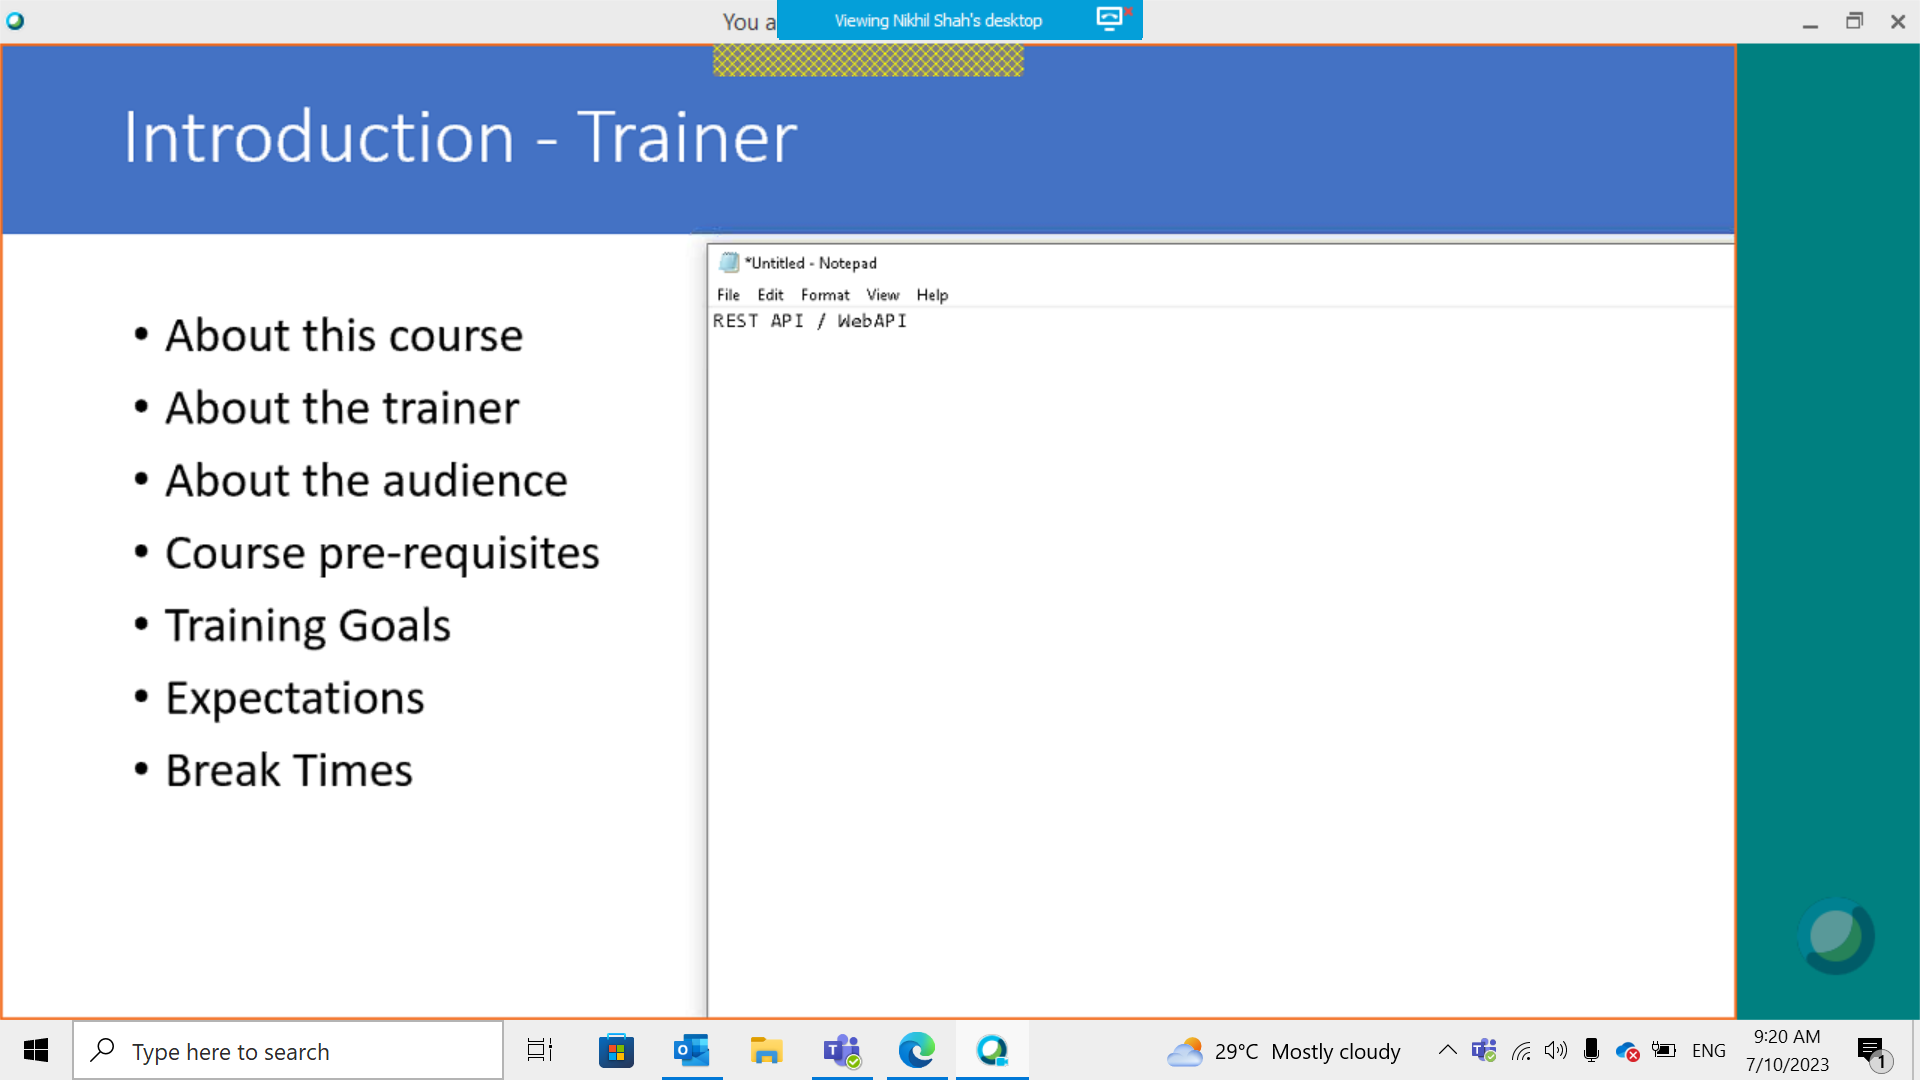 You a
Viewing Nikhil Shah's desktop
Introduction - Trainer
• About this course
• About the trainer
• About the audience
• Course pre-requisites
• Training Goals
• Expectations
• Break Times
*Untitled - Notepad
File Edit Format View Help
REST API / WebAPI
Type here to search
29°C Mostly cloudy
ENG
9:20 AM
7/10/2023
1